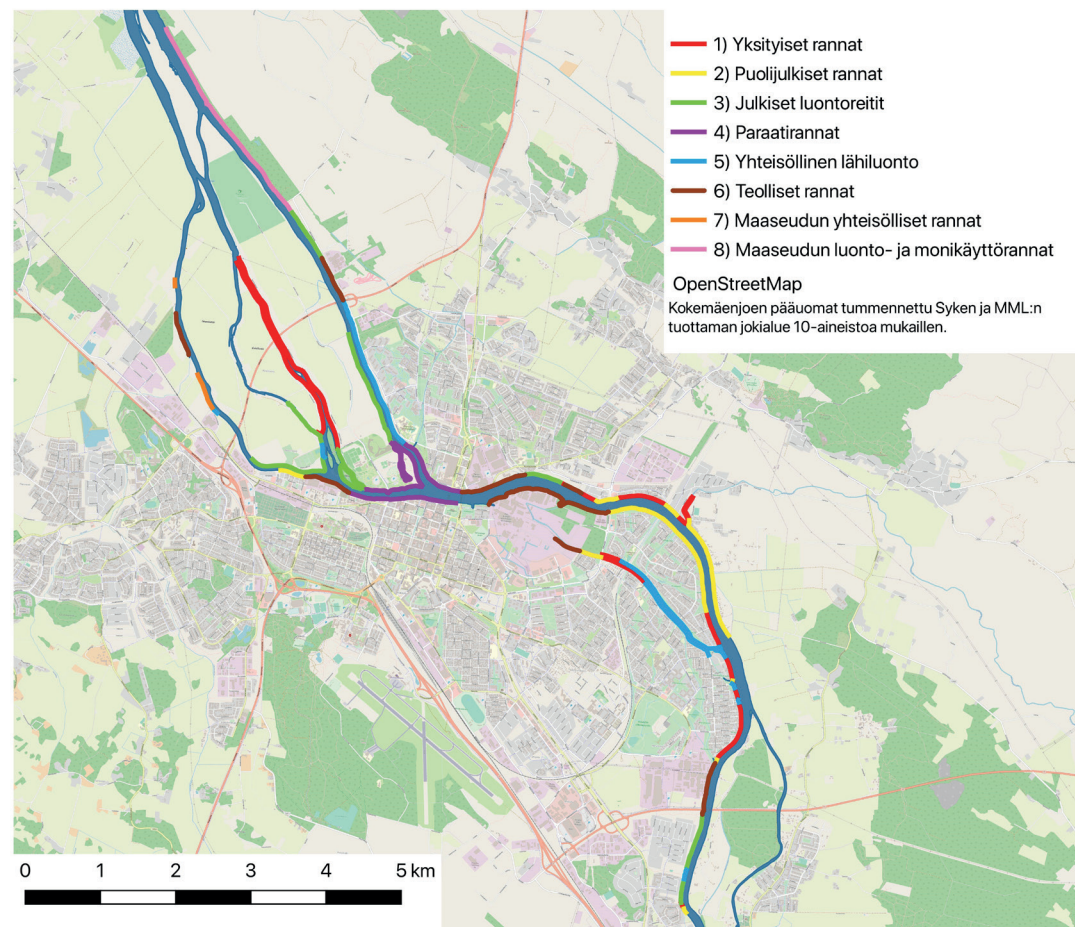 1) Yksityiset rannat
2) Puolijulkiset rannat
3) Julkiset luontoreitit
4) Paraatirannat
5) Yhteisöllinen lähiluonto
6) Teolliset rannat
7) Maaseudun yhteisölliset rannat
8) Maaseudun luonto- ja monikäyttörannat
OpenStreetMap
Kokemäenjoen pääuomat tummennettu Syken ja MML:n
tuottaman jokialue 10-aineistoa mukaillen.
0 1 2 3 4 5 km